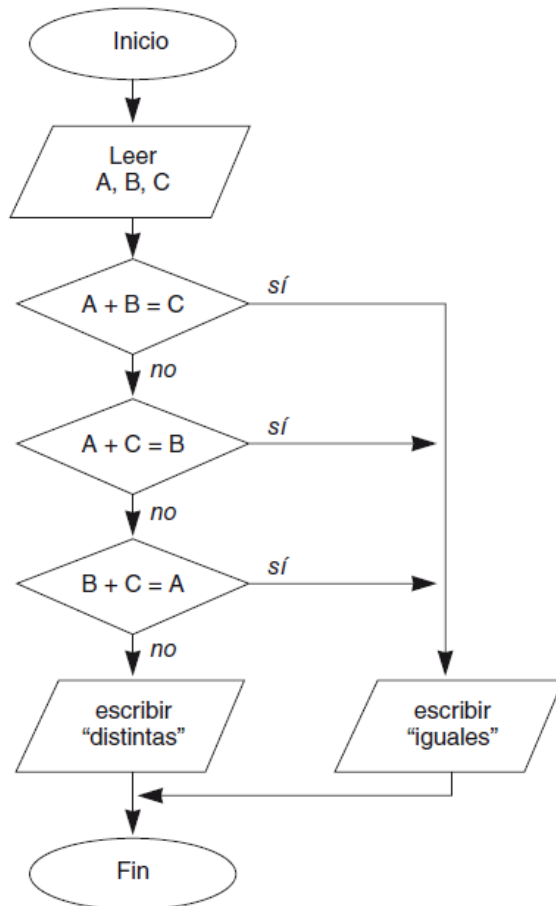 Inicio
Leer
A, B, C
A + B = C
sí
no
A + C = B
sí
no
B + C = A
sí
no
escribir
“distintas”
escribir
“iguales”
Fin